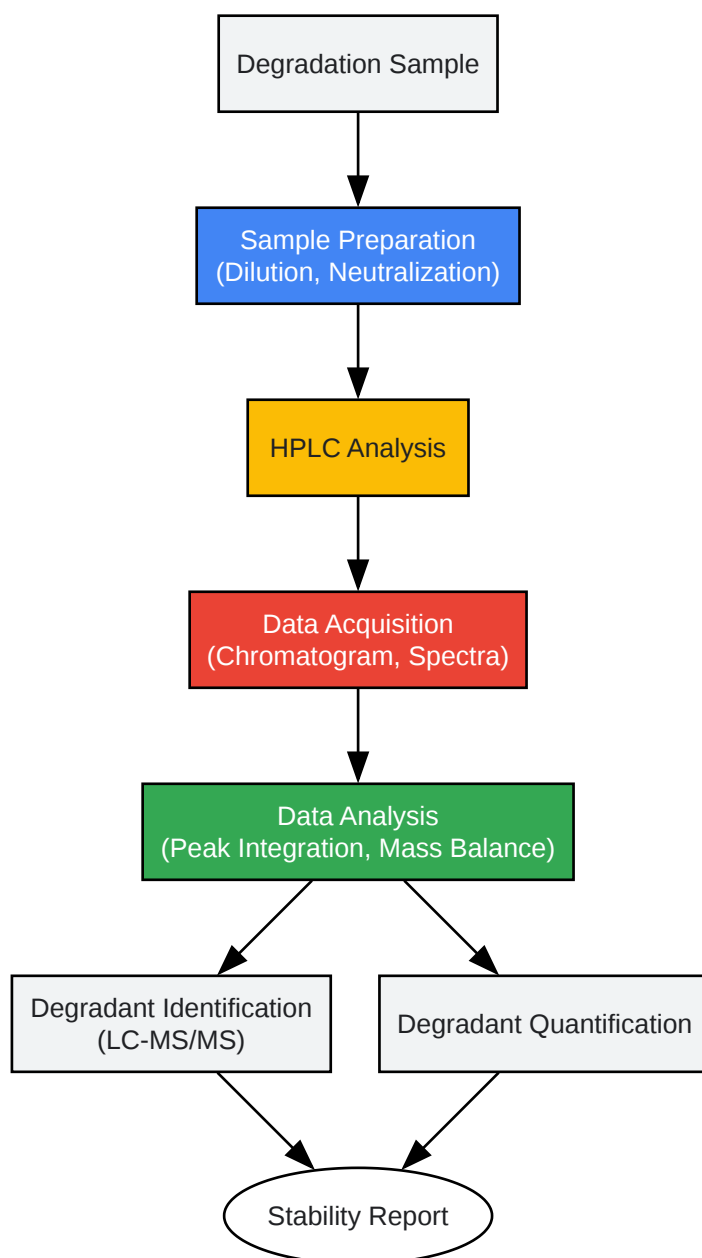 Degradation Sample
Sample Preparation
(Dilution, Neutralization)
HPLC Analysis
Data Acquisition
(Chromatogram, Spectra)
Data Analysis
(Peak Integration, Mass Balance)
Degradant Identification
(LC-MS/MS)
Degradant Quantification
Stability Report